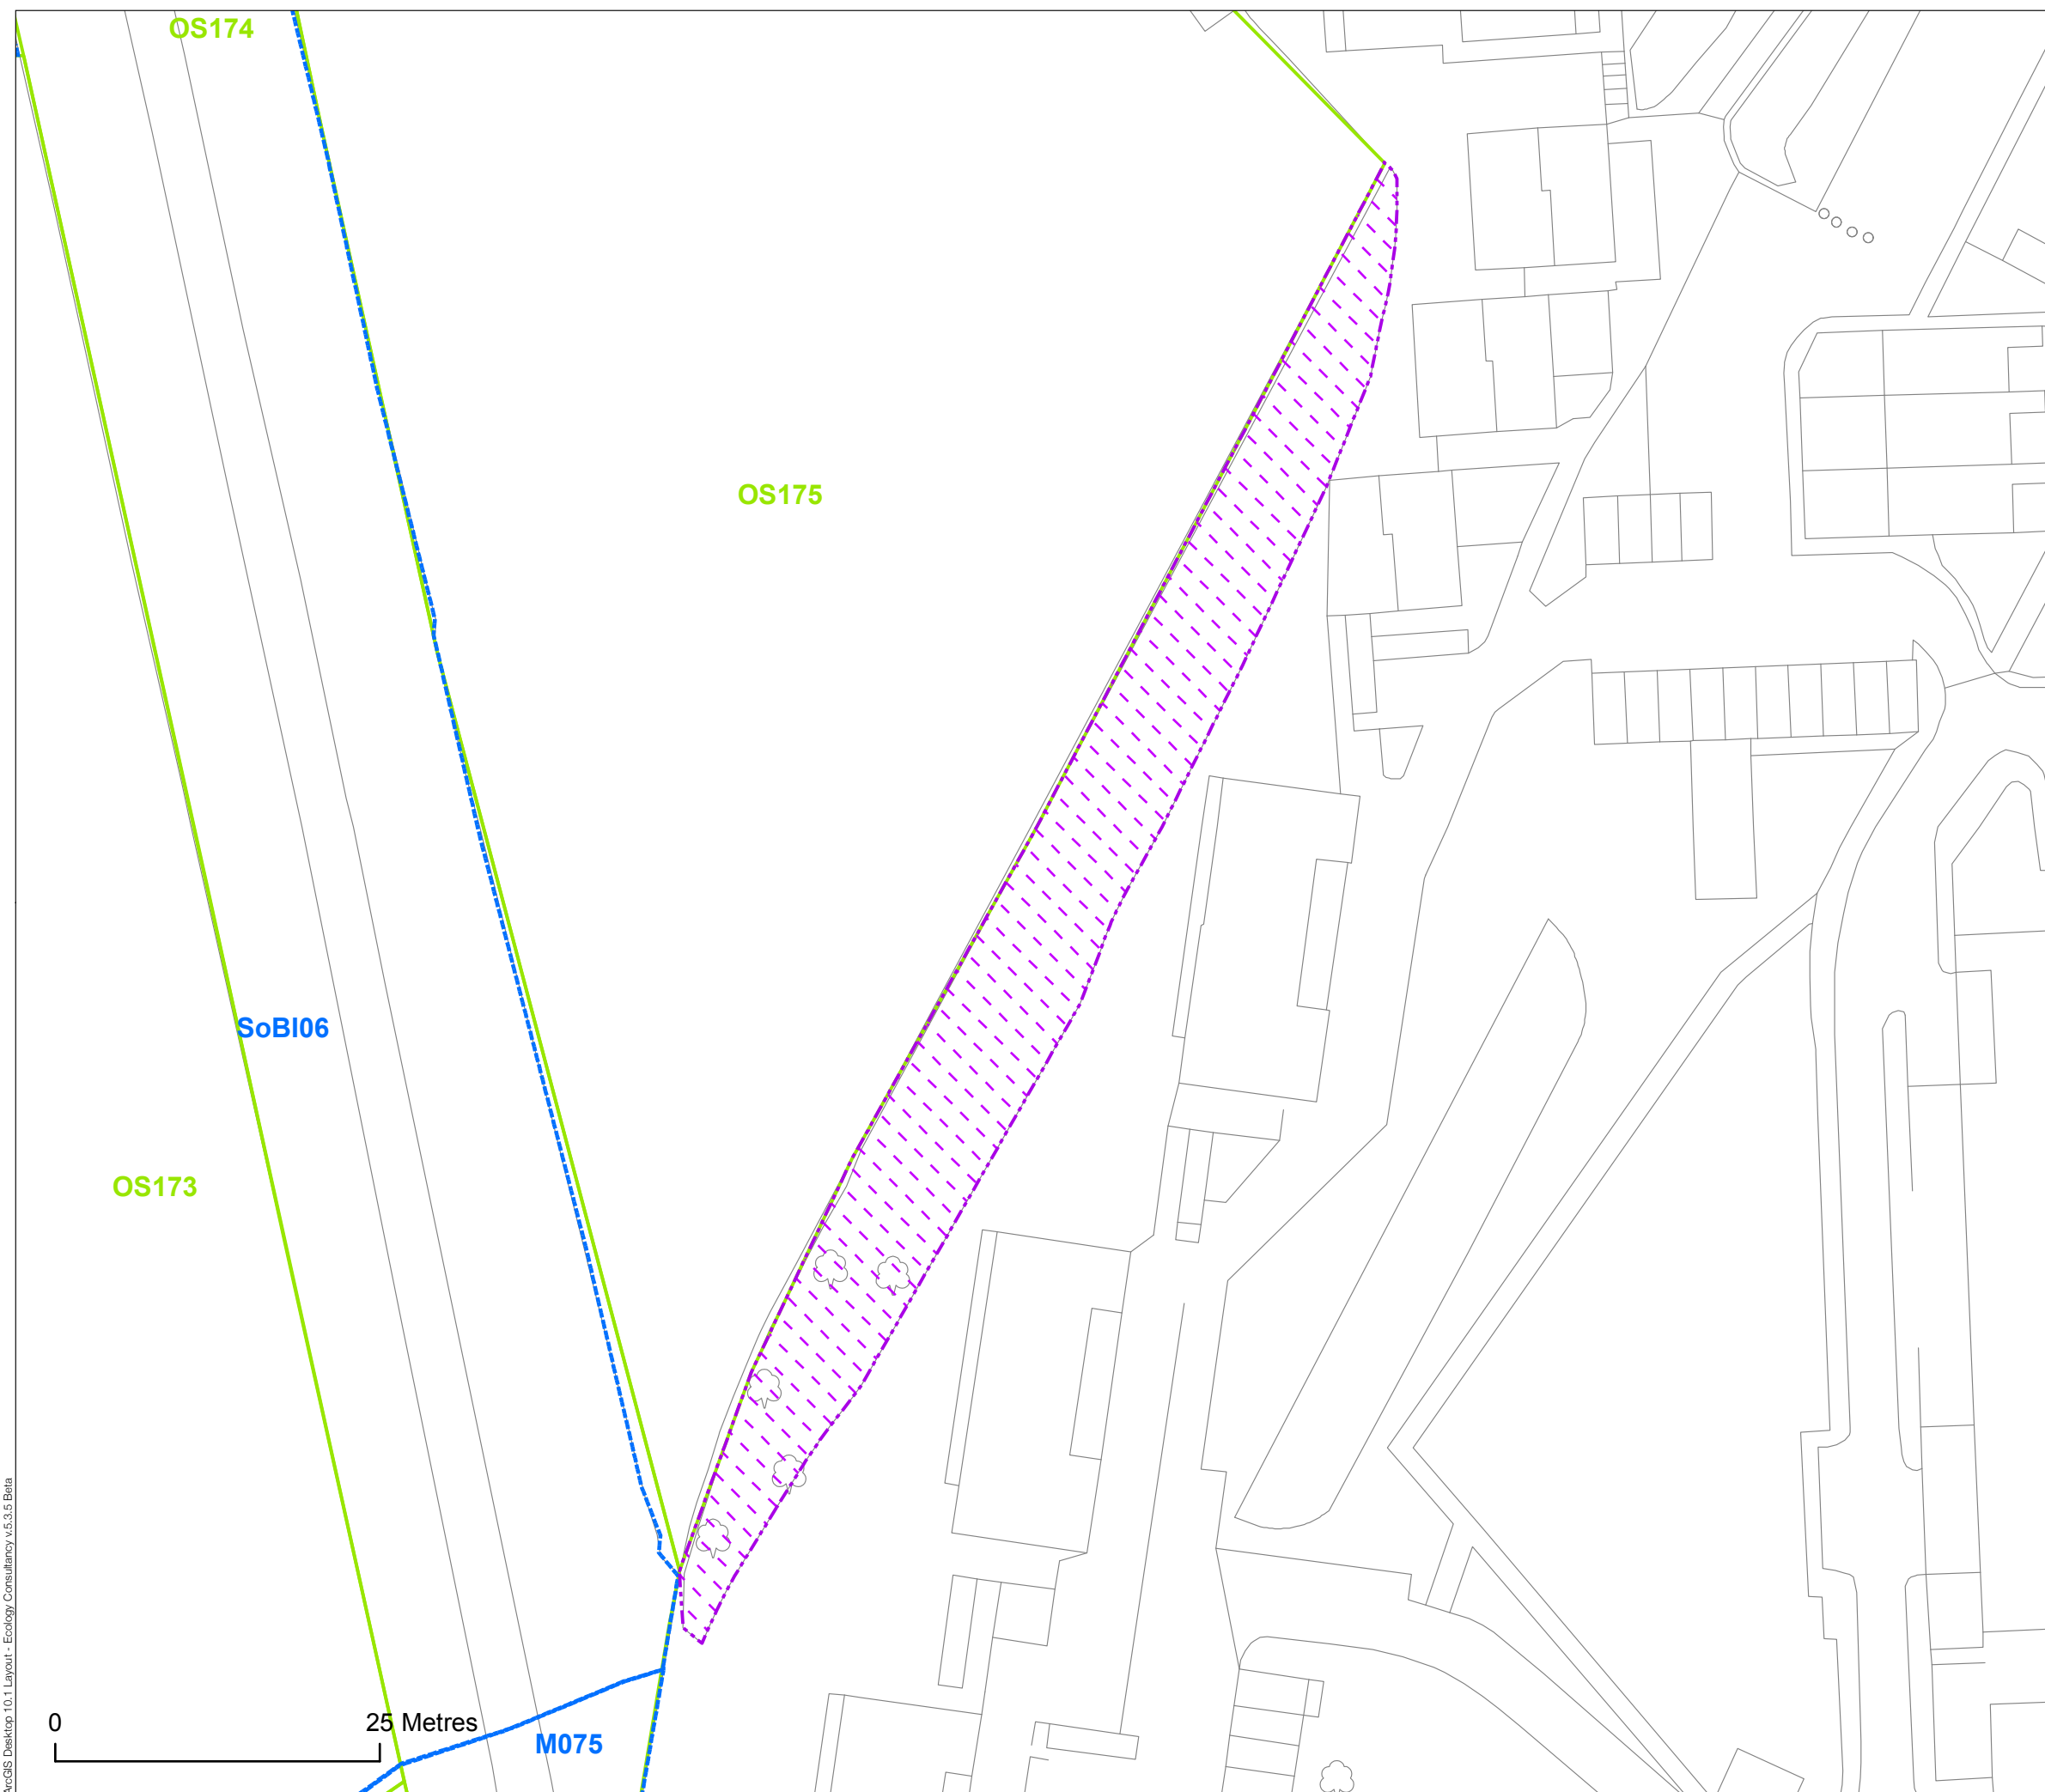 OS174
OS175
SoBI06
OS173
0 25 Metres
M075
ArcGIS Desktop 10.1 Layout - Ecology Consultancy v.5.3.5 Beta